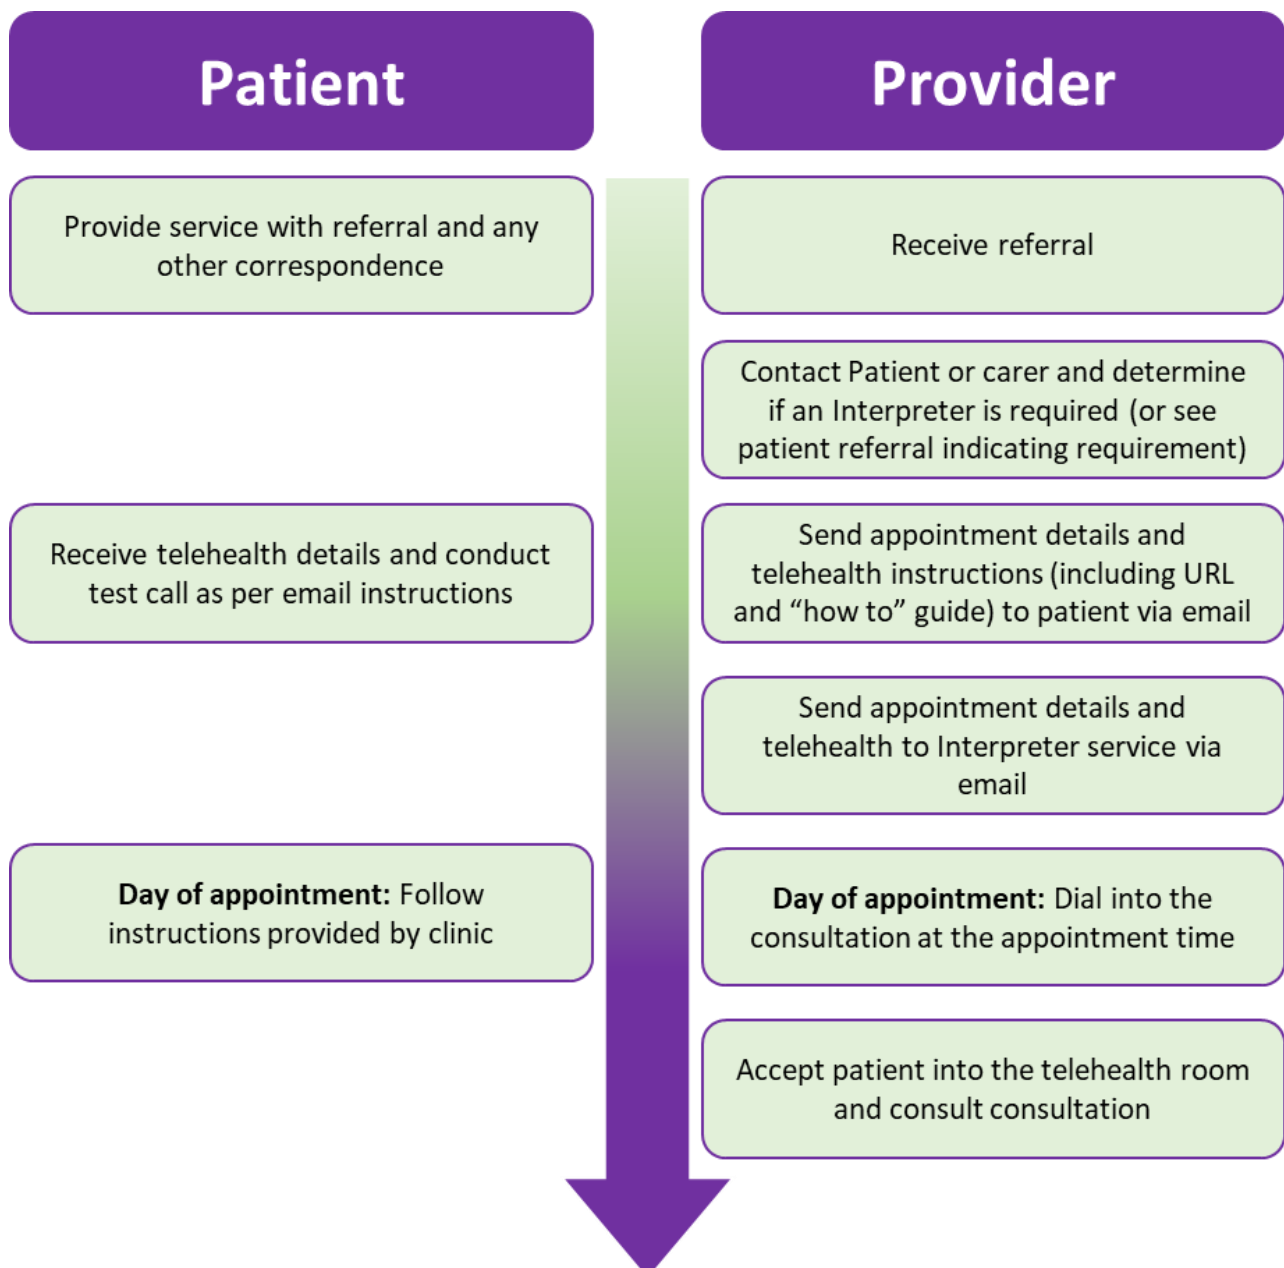 Patient
Provider
Provide service with referral and any
other correspondence
Receive referral
Contact Patient or carer and determine
if an Interpreter is required (or see
patient referral indicating requirement)
Receive telehealth details and conduct
test call as per email instructions
Send appointment details and
telehealth instructions (including URL
and “how to” guide) to patient via email
Send appointment details and
telehealth to Interpreter service via
email
Day of appointment: Follow
instructions provided by clinic
Day of appointment: Dial into the
consultation at the appointment time
Accept patient into the telehealth room
and consult consultation